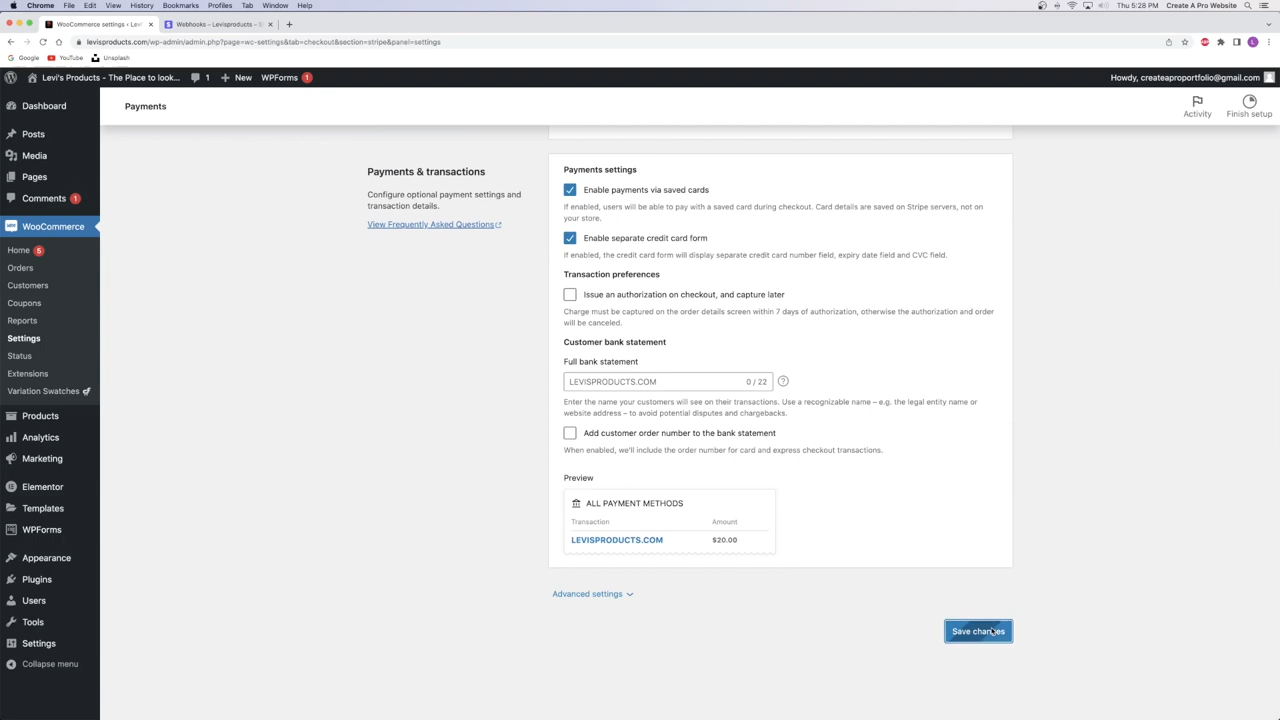 Chrome File Edit View History Bookmarks Profiles Tab Window Help
Thu 5:28 PM Create A Pro Website
WooCommerce settings ‹ Levi
Webhooks – Levisproducts – S
levisproducts.com/wp-admin/admin.php?page=wc-settings&tab=checkout&section=stripe&panel=settings
Google YouTube Unsplash
Levi's Products - The Place to look... 1 New WPForms 1
Howdy, createaproportfolio@gmail.com
Dashboard
Posts
Media
Pages
Comments 1
WooCommerce
Home 5
Orders
Customers
Coupons
Reports
Settings
Status
Extensions
Variation Swatches
Products
Analytics
Marketing
Elementor
Templates
WPForms
Appearance
Plugins
Users
Tools
Settings
Collapse menu
Payments
Activity
Finish setup
Payments & transactions
Configure optional payment settings and
transaction details.
View Frequently Asked Questions
Payments settings
Enable payments via saved cards
If enabled, users will be able to pay with a saved card during checkout. Card details are saved on Stripe servers, not on
your store.
Enable separate credit card form
If enabled, the credit card form will display separate credit card number field, expiry date field and CVC field.
Transaction preferences
Issue an authorization on checkout, and capture later
Charge must be captured on the order details screen within 7 days of authorization, otherwise the authorization and order
will be canceled.
Customer bank statement
Full bank statement
LEVISPRODUCTS.COM 0 / 22
Enter the name your customers will see on their transactions. Use a recognizable name – e.g. the legal entity name or
website address – to avoid potential disputes and chargebacks.
Add customer order number to the bank statement
When enabled, we'll include the order number for card and express checkout transactions.
Preview
ALL PAYMENT METHODS
Transaction Amount
LEVISPRODUCTS.COM $20.00
Advanced settings
Save changes